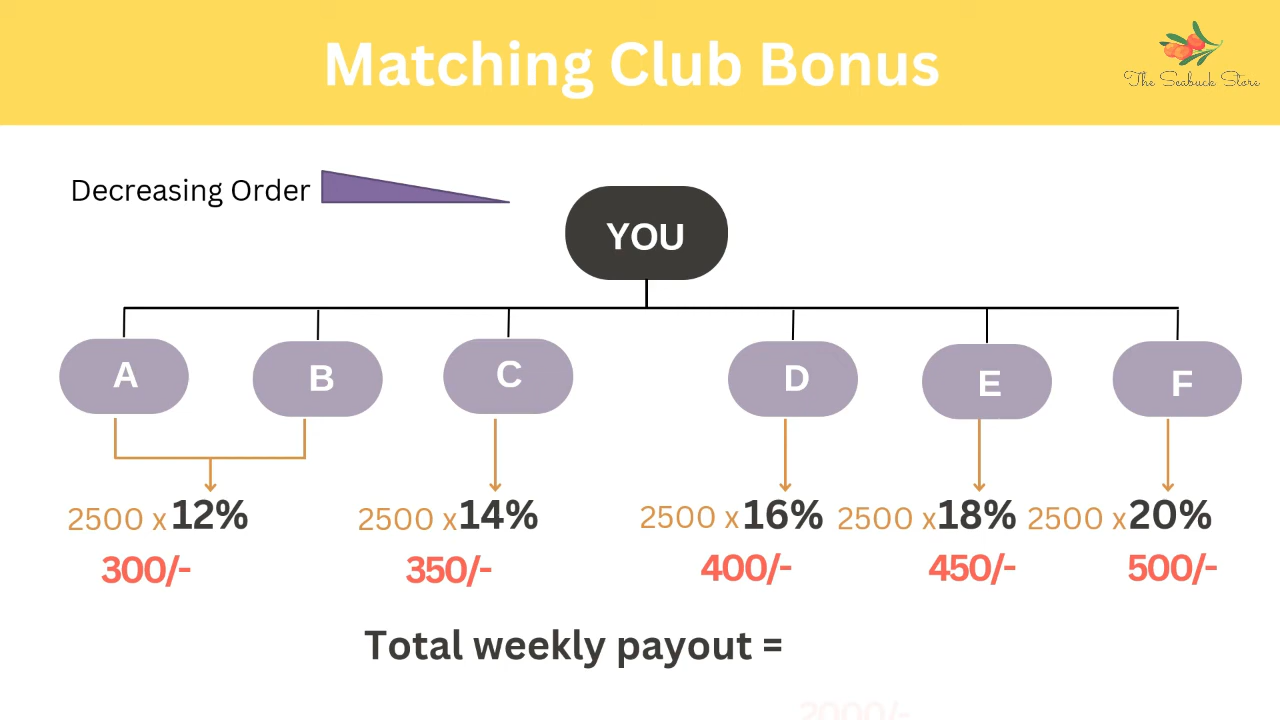 Matching Club Bonus
The Seabuck Store
Decreasing Order
YOU
A B C D E F
2500 x 12% 2500 x 14% 2500 x 16% 2500 x 18% 2500 x 20%
300/- 350/- 400/- 450/- 500/-
Total weekly payout =
2000/-